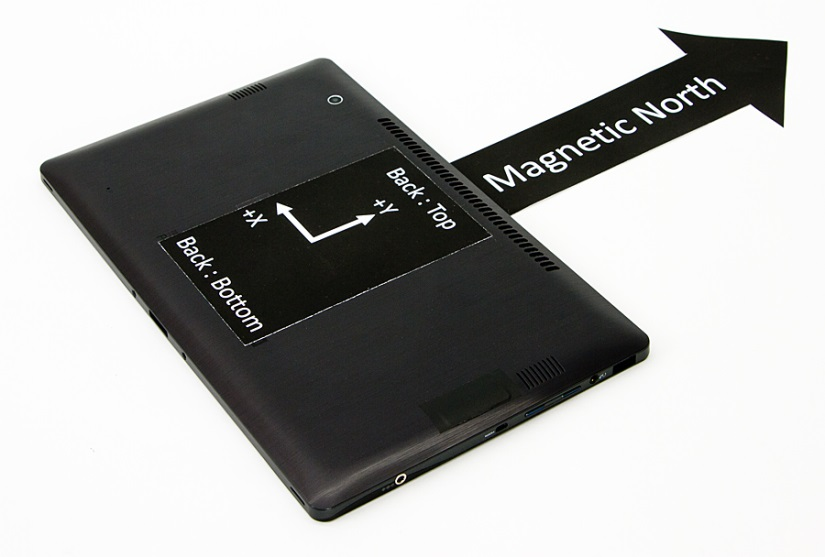 Magnetic North
Back : Top
+X
+Y
Back : Bottom